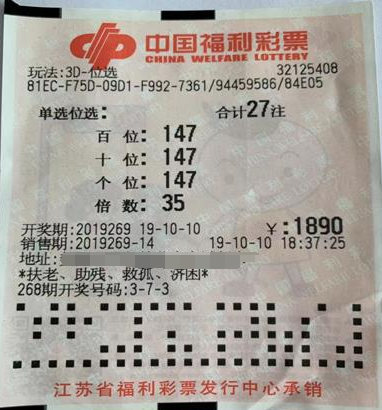 中国福利彩票
CHINA WELFARE LOTTERY
玩法:3D-位选 32125408
81EC-F75D-09D1-F992-7361/94459586/84E05
单选位选: 合计27注
百 位: 147
十 位: 147
个 位: 147
倍 数: 35
开奖期:2019269 19-10-10 ¥:1890
销售期:2019269-14 19-10-10 18:37:25
地址:
*扶老、助残、救孤、济困*
268期开奖号码:3-7-3
江苏省福利彩票发行中心承销